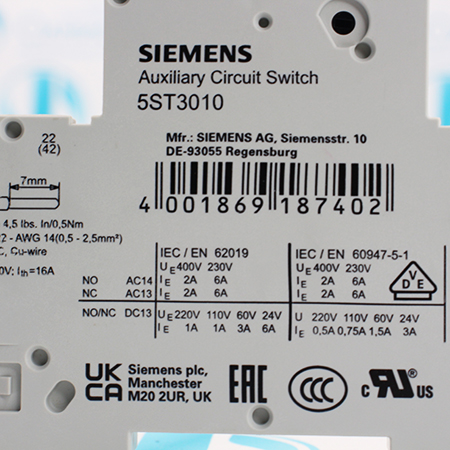 SIEMENS
Auxiliary Circuit Switch
5ST3010
Mfr.: SIEMENS AG, Siemensstr. 10
DE-93055 Regensburg
22
(42)
7mm
4 001869 187402
4,5 lbs. In/0,5Nm
2 - AWG 14(0,5 - 2,5mm²)
C, Cu-wire
0V: Ith=16A
IEC / EN 62019 IEC / EN 60947-5-1
UE 400V 230V UE 400V 230V
NO AC14 IE 2A 6A IE 2A 6A
NC AC13 IE 2A 6A IE 2A 6A
VDE
NO/NC DC13 UE 220V 110V 60V 24V U 220V 110V 60V 24V
IE 1A 1A 3A 6A IE 0,5A 0,75A 1,5A 3A
UK
CA
Siemens plc,
Manchester
M20 2UR, UK
EAC
CCC
c UR US